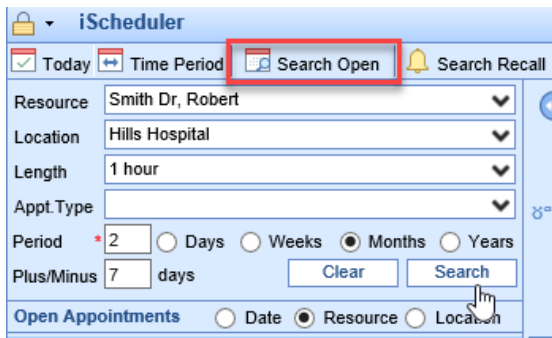 iScheduler
Today Time Period Search Open Search Recall
Resource Smith Dr, Robert
Location Hills Hospital
Length 1 hour
Appt.Type
Period * 2 Days Weeks Months Years
Plus/Minus 7 days Clear Search
Open Appointments Date Resource Location